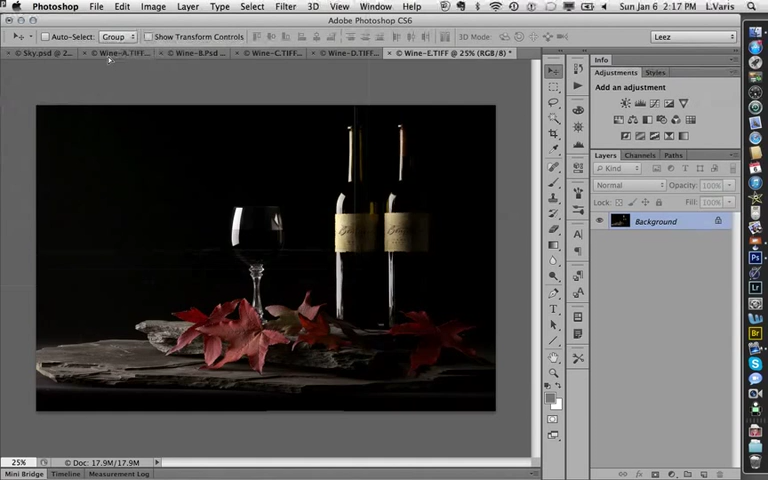 Photoshop File Edit Image Layer Type Select Filter 3D View Window Help Sun Jan 6 2:17 PM L.Varis
Adobe Photoshop CS6
Auto-Select: Group Show Transform Controls 3D Mode: Leez
© Sky.psd @ 2... © Wine-A.TIFF... © Wine-B.Psd ... © Wine-C.TIFF... © Wine-D.TIFF... © Wine-E.TIFF @ 25% (RGB/8) *
Info
Adjustments Styles
Add an adjustment
Layers Channels Paths
Kind
Normal Opacity: 100%
Lock: Fill: 100%
Background
25% © Doc: 17.9M/17.9M
Mini Bridge Timeline Measurement Log